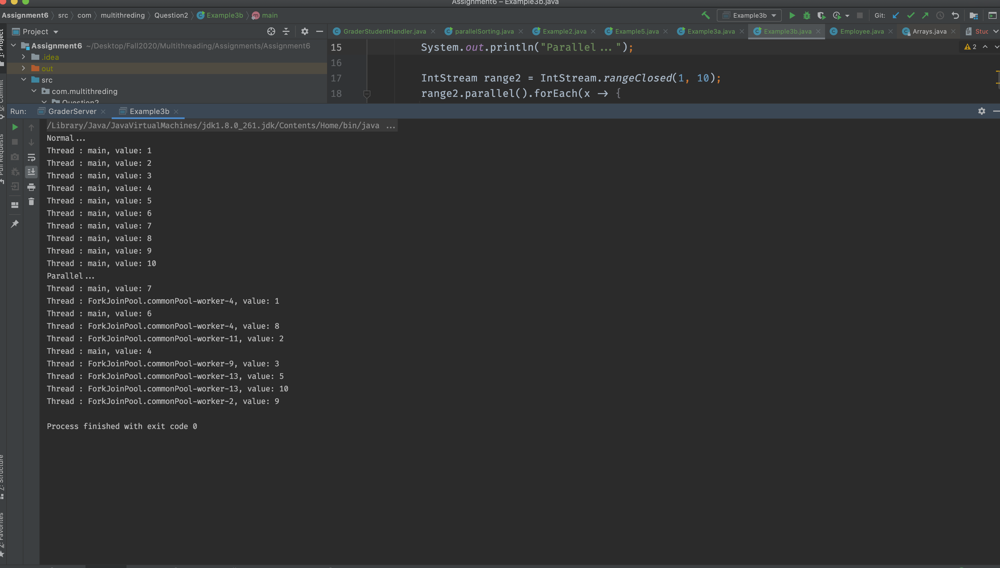 Assignment6 – Example3b.java
Assignment6 src com multithreding Question2 Example3b main
Example3b Git:
Project
GraderStudentHandler.java parallelSorting.java Example2.java Example5.java Example3a.java Example3b.java Employee.java Arrays.java Stuc
1: Project
0: Commit
Pull Requests
7: Structure
2: Favorites
Assignment6 ~/Desktop/Fall2020/Multithreading/Assignments/Assignment6
.idea
out
src
com.multithreding
Question2
15 System.out.println("Parallel...");
2
16
17 IntStream range2 = IntStream.rangeClosed(1, 10);
18 range2.parallel().forEach(x → {
Run: GraderServer Example3b
/Library/Java/JavaVirtualMachines/jdk1.8.0_261.jdk/Contents/Home/bin/java ...
Normal...
Thread : main, value: 1
Thread : main, value: 2
Thread : main, value: 3
Thread : main, value: 4
Thread : main, value: 5
Thread : main, value: 6
Thread : main, value: 7
Thread : main, value: 8
Thread : main, value: 9
Thread : main, value: 10
Parallel...
Thread : main, value: 7
Thread : ForkJoinPool.commonPool-worker-4, value: 1
Thread : main, value: 6
Thread : ForkJoinPool.commonPool-worker-4, value: 8
Thread : ForkJoinPool.commonPool-worker-11, value: 2
Thread : main, value: 4
Thread : ForkJoinPool.commonPool-worker-9, value: 3
Thread : ForkJoinPool.commonPool-worker-13, value: 5
Thread : ForkJoinPool.commonPool-worker-13, value: 10
Thread : ForkJoinPool.commonPool-worker-2, value: 9
Process finished with exit code 0